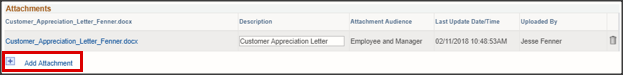 Attachments
Customer_Appreciation_Letter_Fenner.docx Description Attachment Audience Last Update Date/Time Uploaded By
Customer_Appreciation_Letter_Fenner.docx Customer Appreciation Letter Employee and Manager 02/11/2018 10:48:53AM Jesse Fenner
Add Attachment